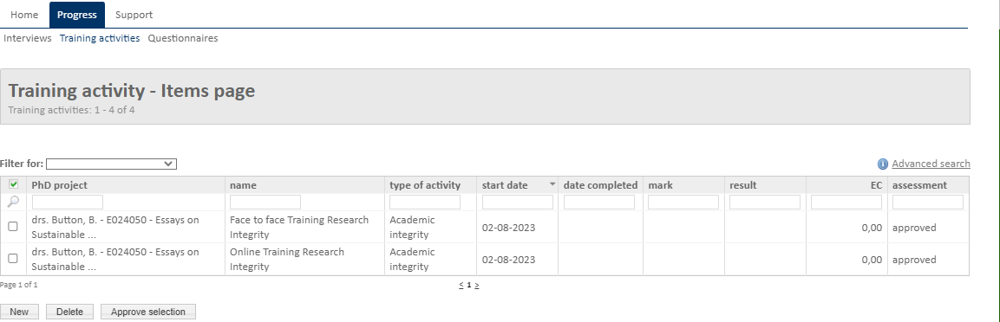 Home Progress Support
Interviews Training activities Questionnaires
Training activity - Items page
Training activities: 1 - 4 of 4
Filter for:
Advanced search
PhD project name type of activity start date date completed mark result EC assessment
drs. Button, B. - E024050 - Essays on Face to face Training Research Academic
Sustainable ... Integrity integrity 02-08-2023 0,00 approved
drs. Button, B. - E024050 - Essays on Online Training Research Academic
Sustainable ... Integrity integrity 02-08-2023 0,00 approved
Page 1 of 1 < 1 >
New Delete Approve selection